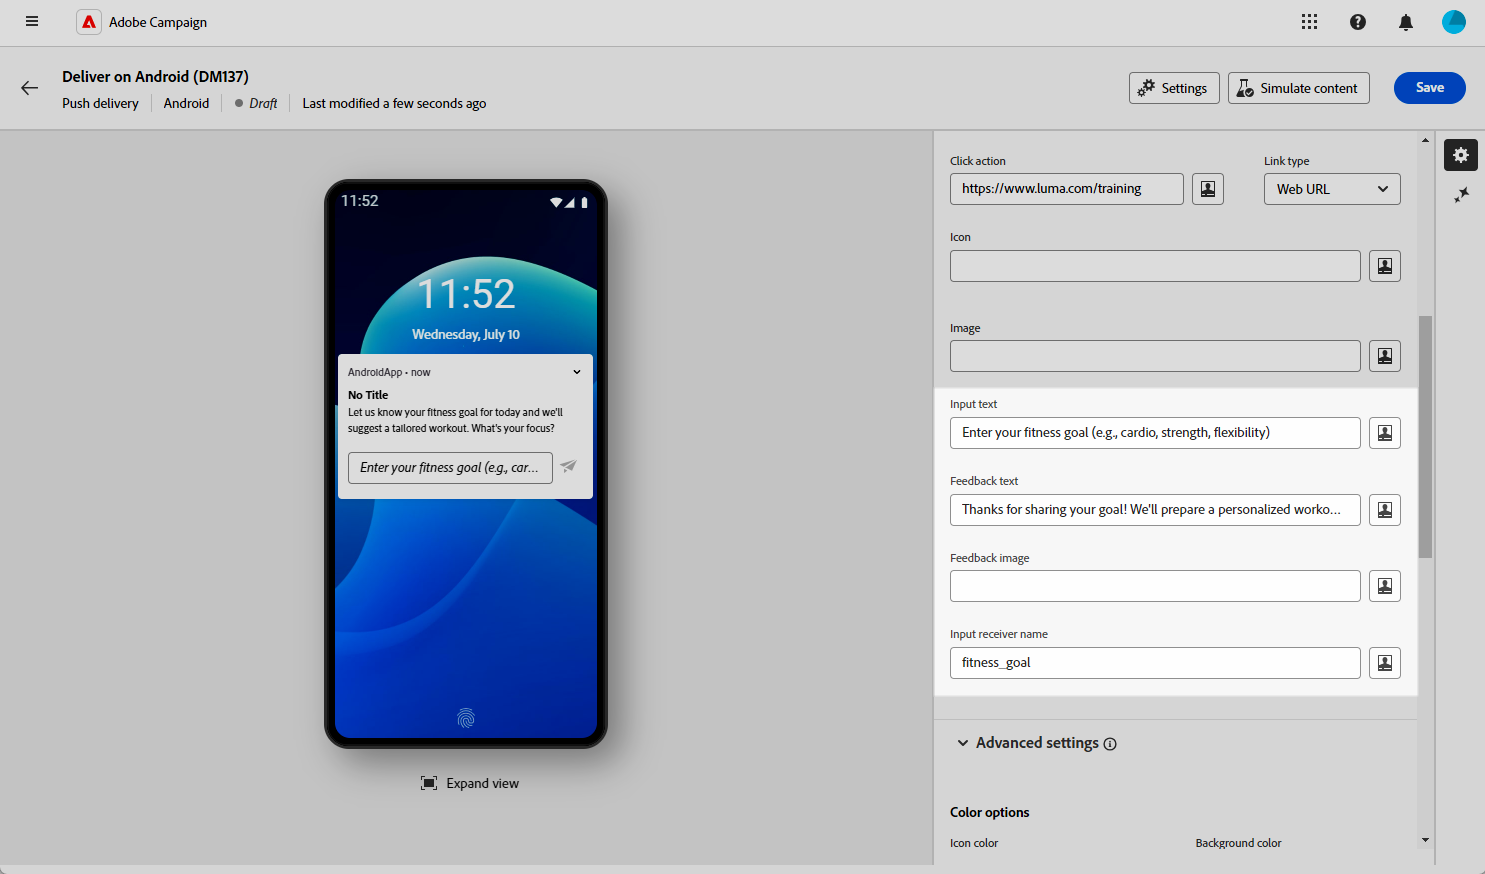 Adobe Campaign
Deliver on Android (DM137)
Push delivery
Android
Draft
Last modified a few seconds ago
Settings
Simulate content
Save
11:52
11:52
Wednesday, July 10
AndroidApp • now
No Title
Let us know your fitness goal for today and we'll
suggest a tailored workout. What's your focus?
Enter your fitness goal (e.g., car...
Expand view
Click action
Link type
https://www.luma.com/training
Web URL
Icon
Image
Input text
Enter your fitness goal (e.g., cardio, strength, flexibility)
Feedback text
Thanks for sharing your goal! We'll prepare a personalized worko...
Feedback image
Input receiver name
fitness_goal
Advanced settings
Color options
Icon color
Background color